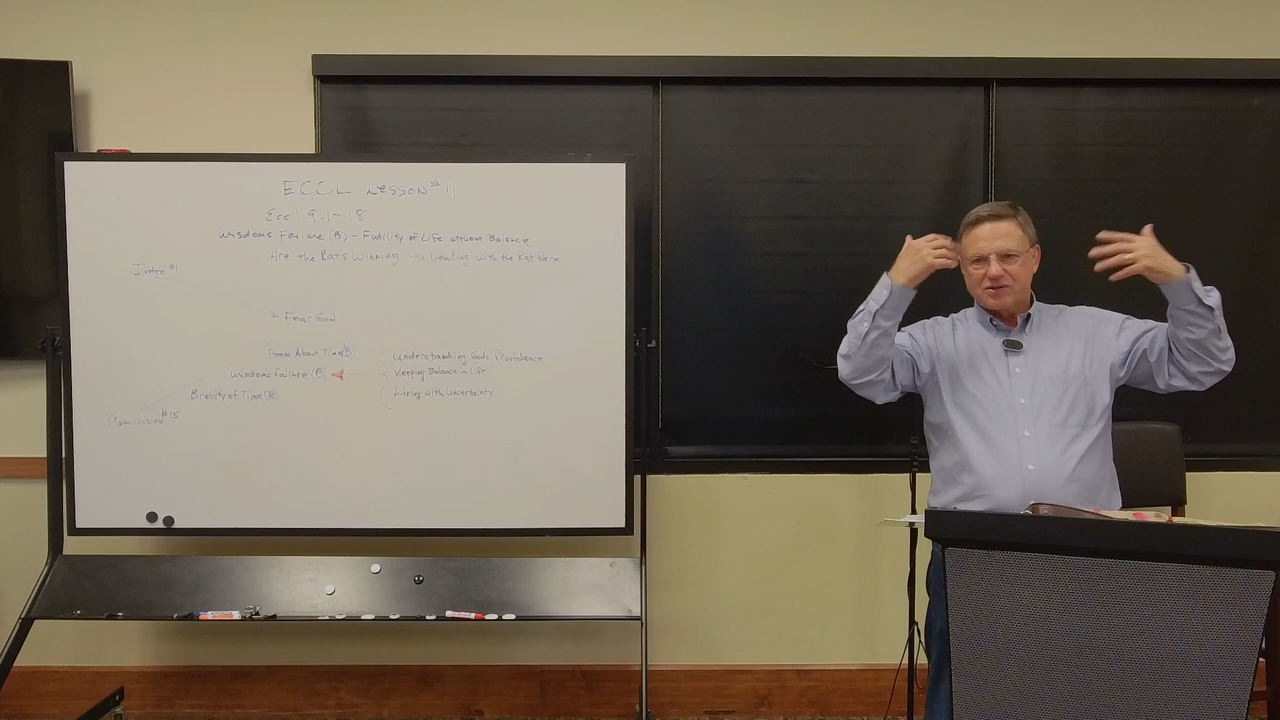 ECCL Lesson #11
Eccl 9:1-18
Wisdoms Failure (B) - Futility of Life without Balance
Are the Rats Winning → Dealing with the Rat Race
Intro #1
Fear God
Poem About Time (B)
Wisdoms Failure (B)
Brevity of Time (B)
Conclusion #15
Understanding Gods Providence
Keeping Balance in Life
Living with Uncertainty